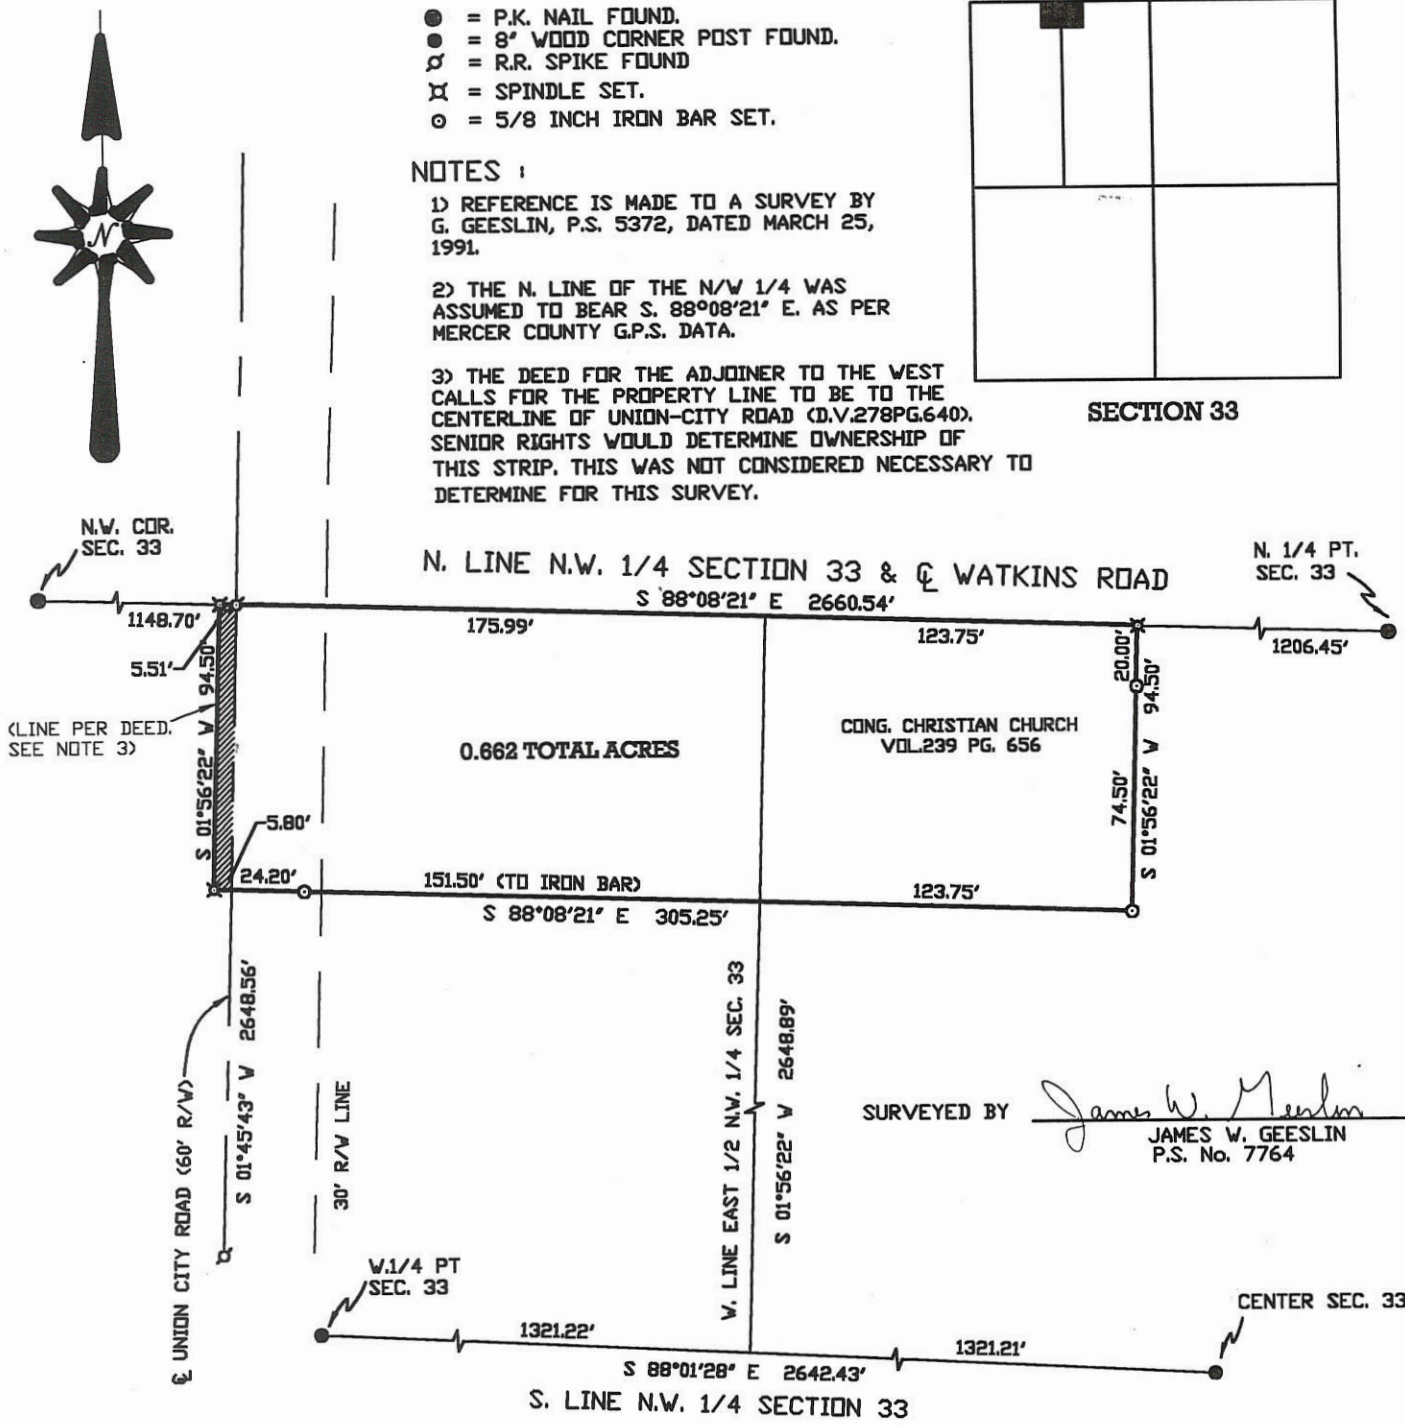 = P.K. NAIL FOUND.
= 8" WOOD CORNER POST FOUND.
= R.R. SPIKE FOUND
= SPINDLE SET.
= 5/8 INCH IRON BAR SET.
N
NOTES :
1) REFERENCE IS MADE TO A SURVEY BY
G. GEESLIN, P.S. 5372, DATED MARCH 25,
1991.
2) THE N. LINE OF THE N/W 1/4 WAS
ASSUMED TO BEAR S. 88°08'21" E. AS PER
MERCER COUNTY G.P.S. DATA.
3) THE DEED FOR THE ADJOINER TO THE WEST
CALLS FOR THE PROPERTY LINE TO BE TO THE
CENTERLINE OF UNION-CITY ROAD (D.V.278PG.640).
SENIOR RIGHTS WOULD DETERMINE OWNERSHIP OF
THIS STRIP. THIS WAS NOT CONSIDERED NECESSARY TO
DETERMINE FOR THIS SURVEY.
SECTION 33
N.W. COR.
SEC. 33
N. LINE N.W. 1/4 SECTION 33 & ℄ WATKINS ROAD
N. 1/4 PT.
SEC. 33
S 88°08'21" E 2660.54'
1148.70'
175.99'
123.75'
1206.45'
5.51'
S 01°56'22" W 94.50'
20.00'
74.50'
S 01°56'22" W 94.50'
(LINE PER DEED.
SEE NOTE 3)
0.662 TOTAL ACRES
CONG. CHRISTIAN CHURCH
VOL.239 PG. 656
5.80'
24.20'
151.50' (TO IRON BAR)
123.75'
S 88°08'21" E 305.25'
℄ UNION CITY ROAD (60' R/W)
S 01°45'43" W 2648.56'
30' R/W LINE
W. LINE EAST 1/2 N.W. 1/4 SEC. 33
S 01°56'22" W 2648.89'
SURVEYED BY James W. Geeslin
JAMES W. GEESLIN
P.S. No. 7764
W.1/4 PT
SEC. 33
CENTER SEC. 33
1321.22'
1321.21'
S 88°01'28" E 2642.43'
S. LINE N.W. 1/4 SECTION 33